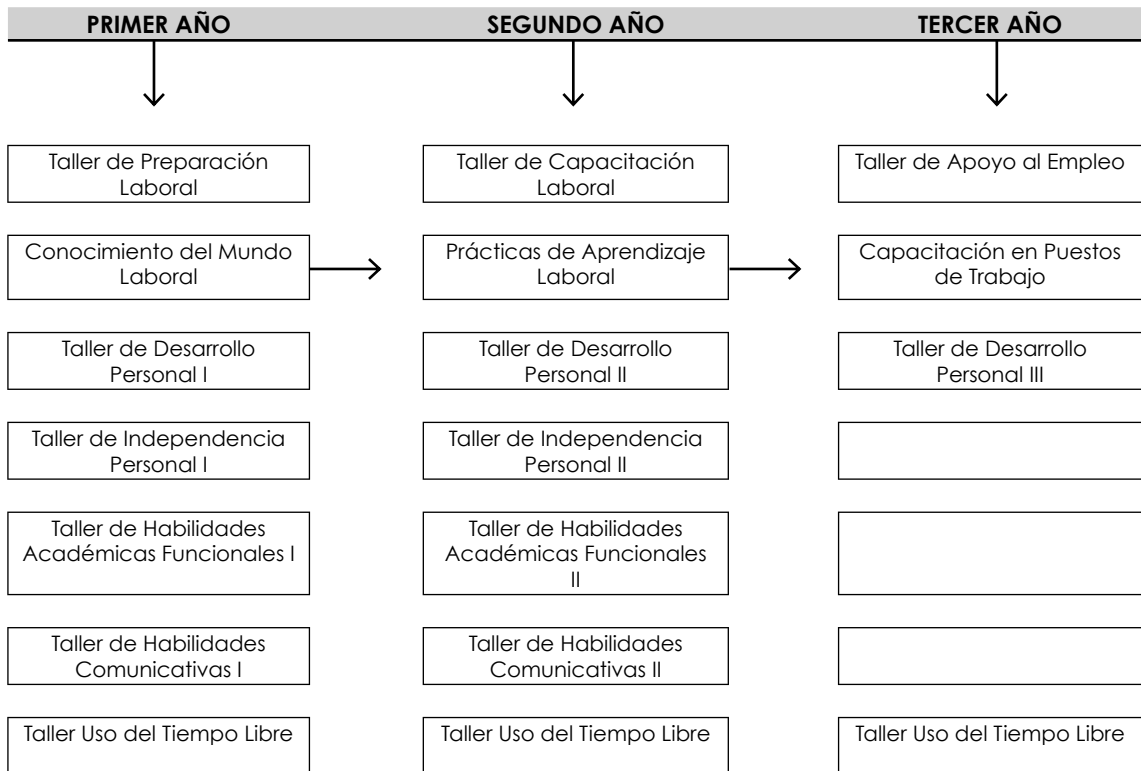 PRIMER AÑO SEGUNDO AÑO TERCER AÑO
Taller de Preparación
Laboral
Taller de Capacitación
Laboral
Taller de Apoyo al Empleo
Conocimiento del Mundo
Laboral
Prácticas de Aprendizaje
Laboral
Capacitación en Puestos
de Trabajo
Taller de Desarrollo
Personal I
Taller de Desarrollo
Personal II
Taller de Desarrollo
Personal III
Taller de Independencia
Personal I
Taller de Independencia
Personal II
Taller de Habilidades
Académicas Funcionales I
Taller de Habilidades
Académicas Funcionales
II
Taller de Habilidades
Comunicativas I
Taller de Habilidades
Comunicativas II
Taller Uso del Tiempo Libre
Taller Uso del Tiempo Libre
Taller Uso del Tiempo Libre